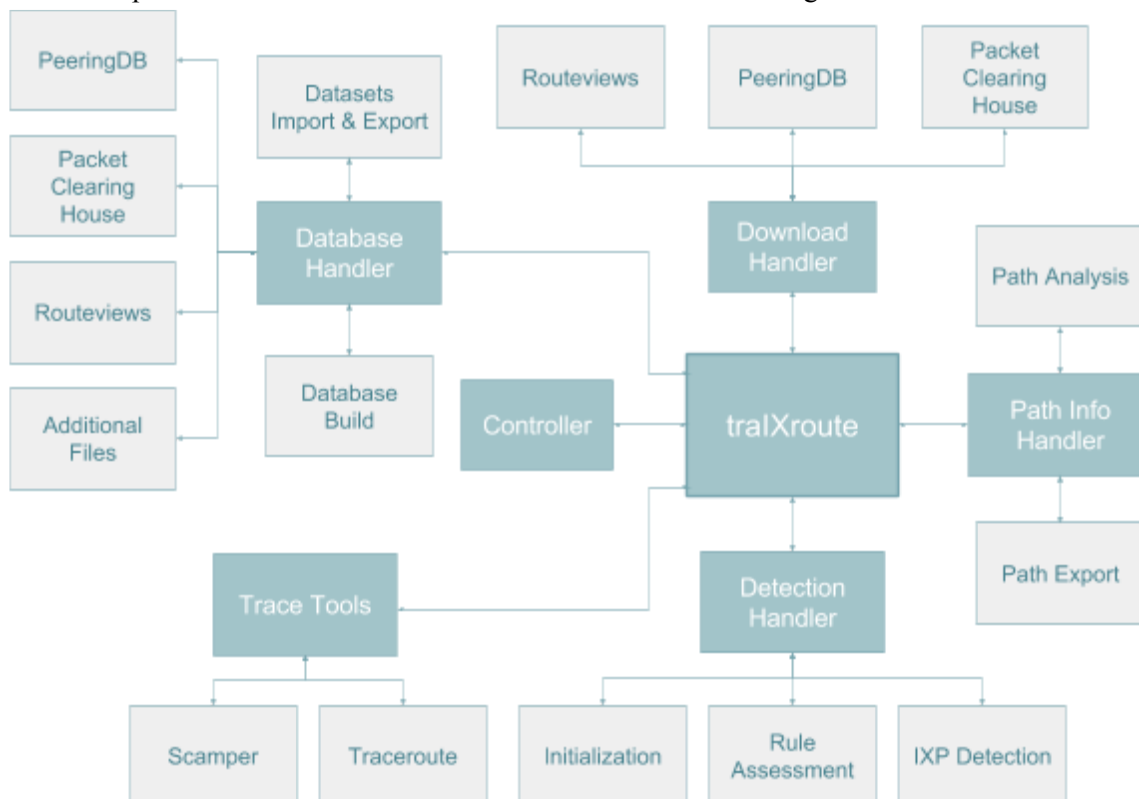 PeeringDB
Datasets
Import & Export
Routeviews
PeeringDB
Packet
Clearing
House
Packet
Clearing
House
Database
Handler
Download
Handler
Path Analysis
Routeviews
Database
Build
Controller
traIXroute
Path Info
Handler
Additional
Files
Trace Tools
Detection
Handler
Path Export
Scamper
Traceroute
Initialization
Rule
Assessment
IXP Detection